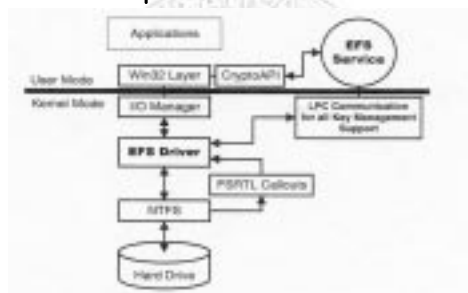 Applications
EFS
Service
Win32 Layer
CryptoAPI
User Mode
Kernel Mode
I/O Manager
LPC Communication
for all Key Management
Support
EFS Driver
FSRTL Callouts
NTFS
Hard Drive